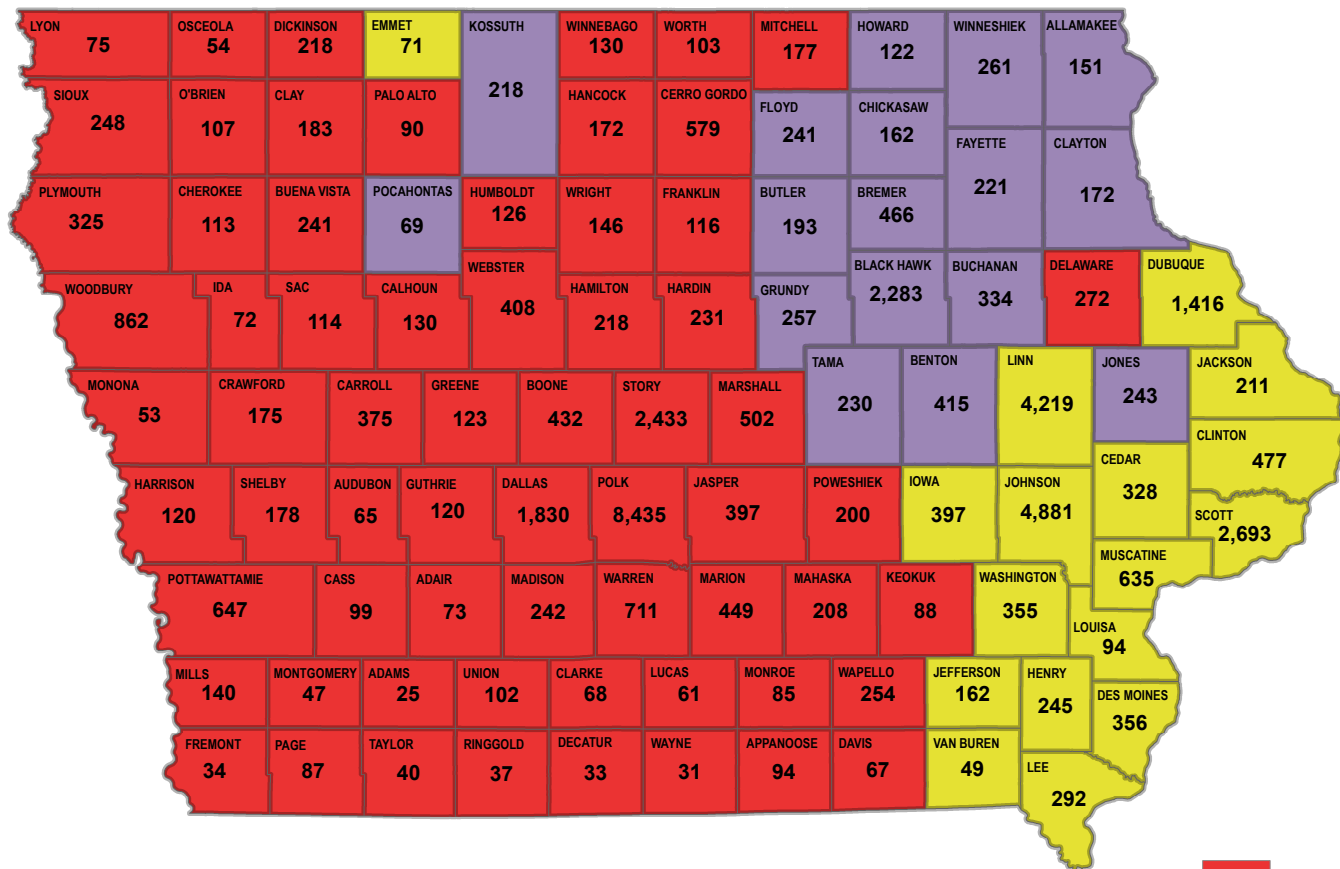 LYON
75
OSCEOLA
54
DICKINSON
218
EMMET
71
KOSSUTH
218
WINNEBAGO
130
WORTH
103
MITCHELL
177
HOWARD
122
WINNESHIEK
261
ALLAMAKEE
151
SIOUX
248
O'BRIEN
107
CLAY
183
PALO ALTO
90
HANCOCK
172
CERRO GORDO
579
FLOYD
241
CHICKASAW
162
FAYETTE
221
CLAYTON
172
PLYMOUTH
325
CHEROKEE
113
BUENA VISTA
241
POCAHONTAS
69
HUMBOLDT
126
WRIGHT
146
FRANKLIN
116
BUTLER
193
BREMER
466
WOODBURY
862
IDA
72
SAC
114
CALHOUN
130
WEBSTER
408
HAMILTON
218
HARDIN
231
GRUNDY
257
BLACK HAWK
2,283
BUCHANAN
334
DELAWARE
272
DUBUQUE
1,416
MONONA
53
CRAWFORD
175
CARROLL
375
GREENE
123
BOONE
432
STORY
2,433
MARSHALL
502
TAMA
230
BENTON
415
LINN
4,219
JONES
243
JACKSON
211
CLINTON
477
HARRISON
120
SHELBY
178
AUDUBON
65
GUTHRIE
120
DALLAS
1,830
POLK
8,435
JASPER
397
POWESHIEK
200
IOWA
397
JOHNSON
4,881
CEDAR
328
SCOTT
2,693
MUSCATINE
635
POTTAWATTAMIE
647
CASS
99
ADAIR
73
MADISON
242
WARREN
711
MARION
449
MAHASKA
208
KEOKUK
88
WASHINGTON
355
LOUISA
94
MILLS
140
MONTGOMERY
47
ADAMS
25
UNION
102
CLARKE
68
LUCAS
61
MONROE
85
WAPELLO
254
JEFFERSON
162
HENRY
245
DES MOINES
356
FREMONT
34
PAGE
87
TAYLOR
40
RINGGOLD
37
DECATUR
33
WAYNE
31
APPANOOSE
94
DAVIS
67
VAN BUREN
49
LEE
292